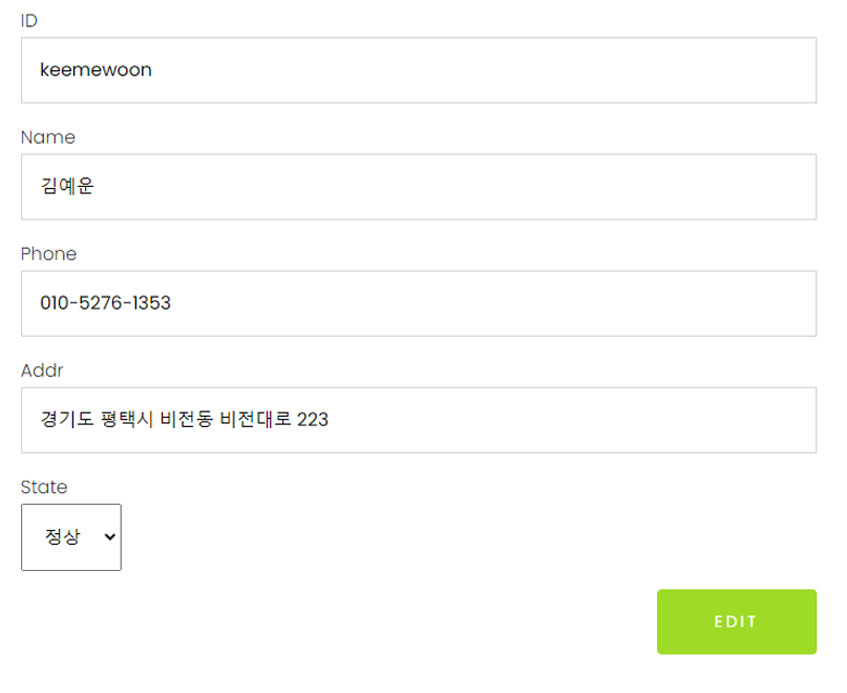 ID
keemewoon
Name
김예운
Phone
010-5276-1353
Addr
경기도 평택시 비전동 비전대로 223
State
정상
EDIT